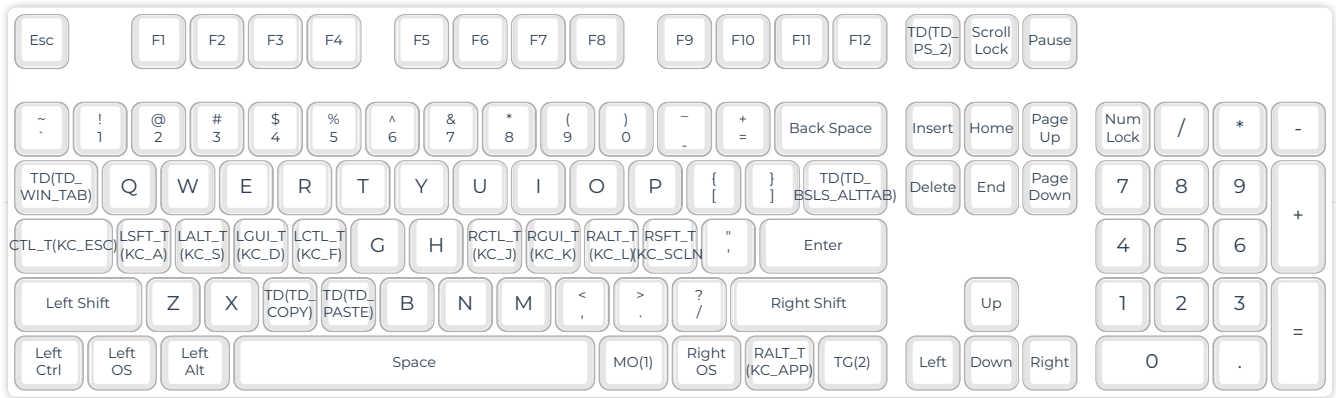 Esc F1 F2 F3 F4 F5 F6 F7 F8 F9 F10 F11 F12 TD(TD_ Scroll Pause
PS_2) Lock
~ ! @ # $ % ^ & * ( ) _ + Back Space Insert Home Page Num / * -
` 1 2 3 4 5 6 7 8 9 0 - = Up Lock
TD(TD_ Q W E R T Y U I O P { } TD(TD_ Delete End Page 7 8 9 +
WIN_TAB) [ ] BSLS_ALTTAB) Down
CTL_T(KC_ESC) LSFT_T LALT_T LGUI_T LCTL_T G H RCTL_T RGUI_T RALT_T RSFT_T " Enter 4 5 6
(KC_A) (KC_S) (KC_D) (KC_F) (KC_J) (KC_K) (KC_L) (KC_SCLN '
Left Shift Z X TD(TD_ TD(TD_ B N M < > ? Right Shift Up 1 2 3 =
COPY) PASTE) , . /
Left Left Left Space MO(1) Right RALT_T TG(2) Left Down Right 0 .
Ctrl OS Alt OS (KC_APP)